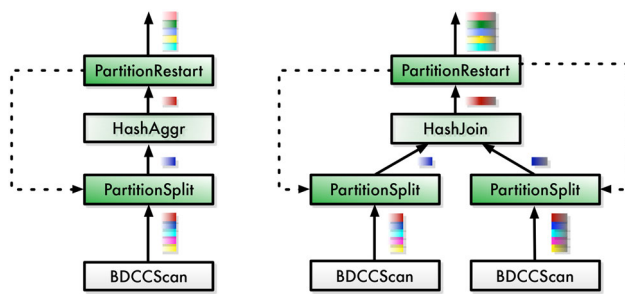 PartitionRestart
HashAggr
PartitionSplit
BDCCScan
PartitionRestart
HashJoin
PartitionSplit
PartitionSplit
BDCCScan
BDCCScan